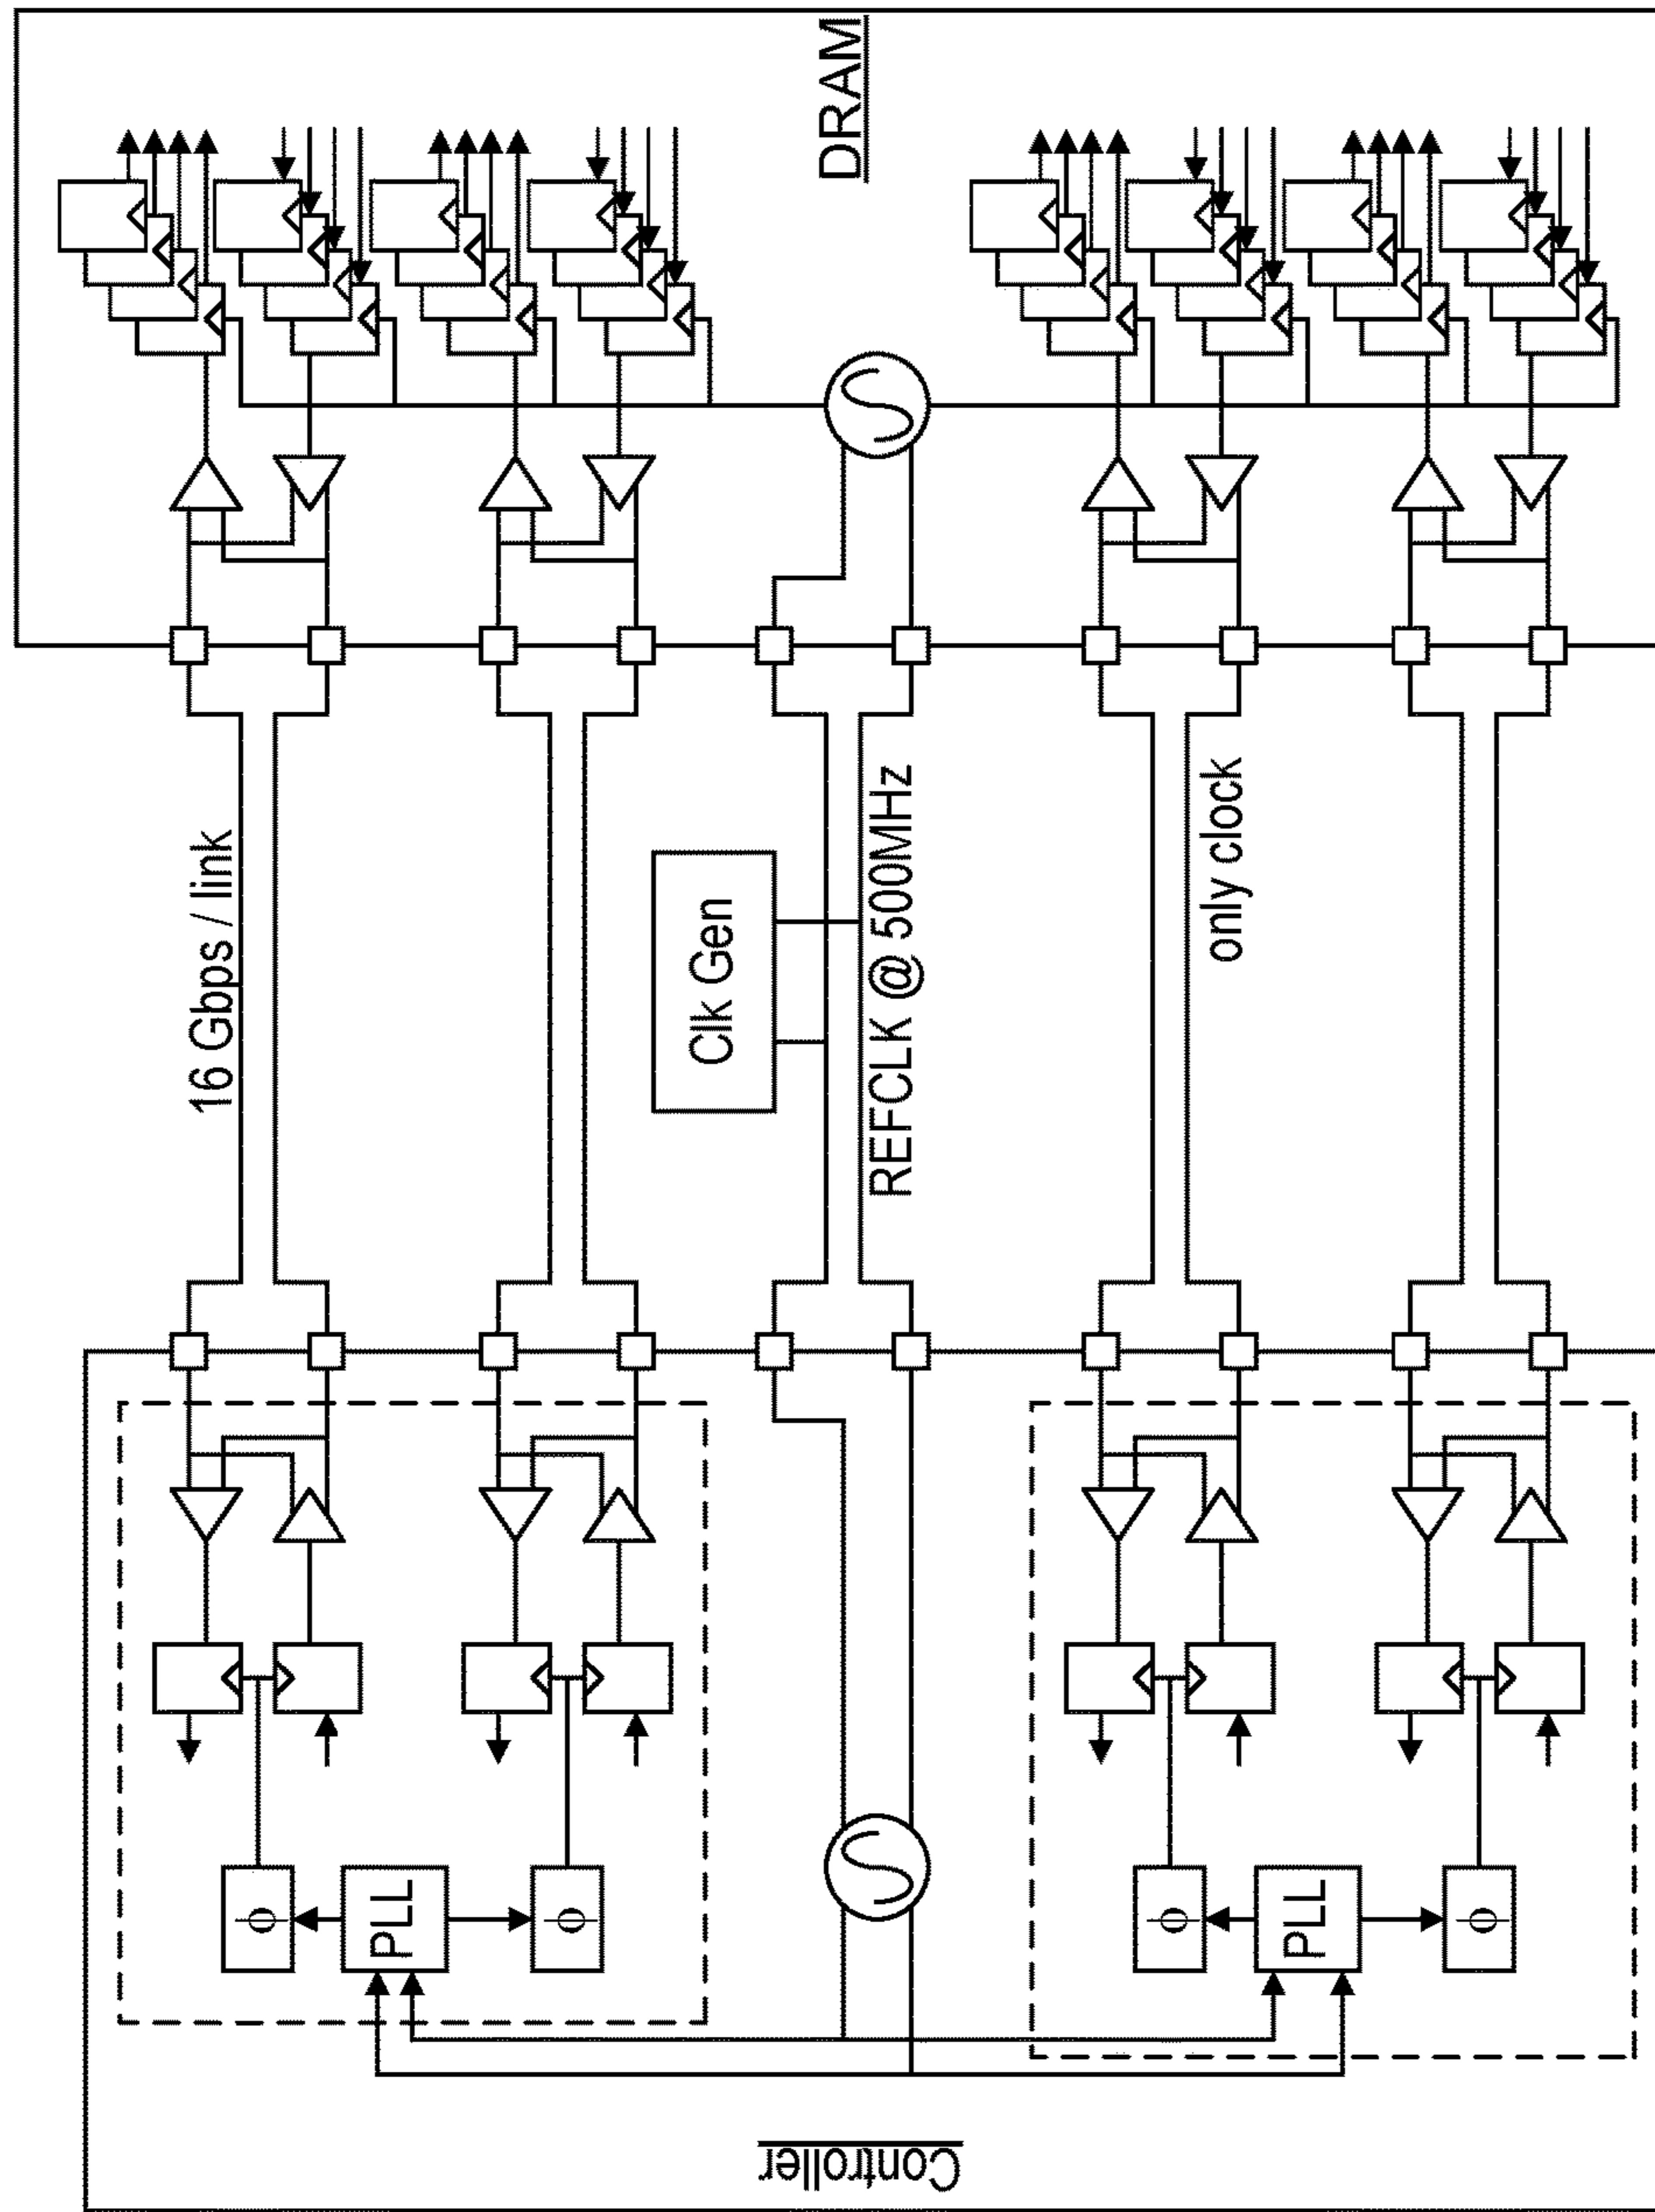 DRAM
16 Gbps / link
Clk Gen
REFCLK @ 500MHz
only clock
ϕ
PLL
ϕ
ϕ
PLL
ϕ
Controller